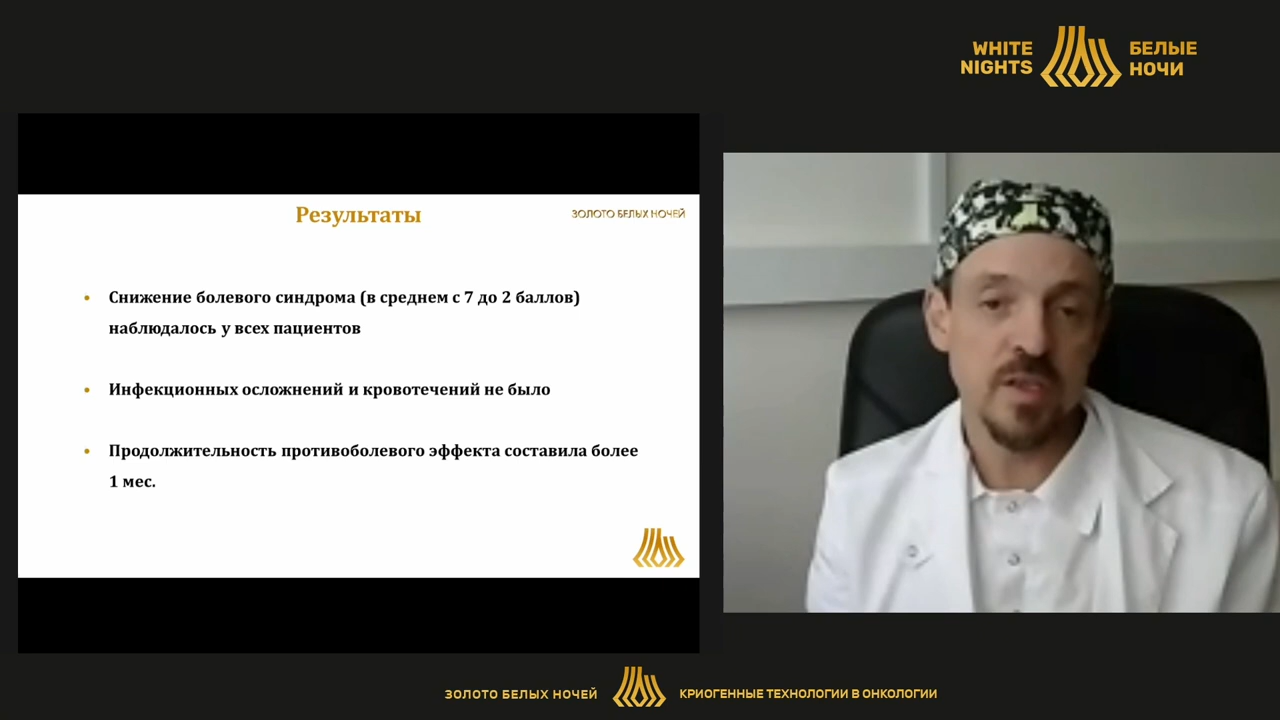 WHITE
NIGHTS
БЕЛЫЕ
НОЧИ
Результаты
ЗОЛОТО БЕЛЫХ НОЧЕЙ
• Снижение болевого синдрома (в среднем с 7 до 2 баллов)
наблюдалось у всех пациентов
• Инфекционных осложнений и кровотечений не было
• Продолжительность противоболевого эффекта составила более
1 мес.
ЗОЛОТО БЕЛЫХ НОЧЕЙ
КРИОГЕННЫЕ ТЕХНОЛОГИИ В ОНКОЛОГИИ